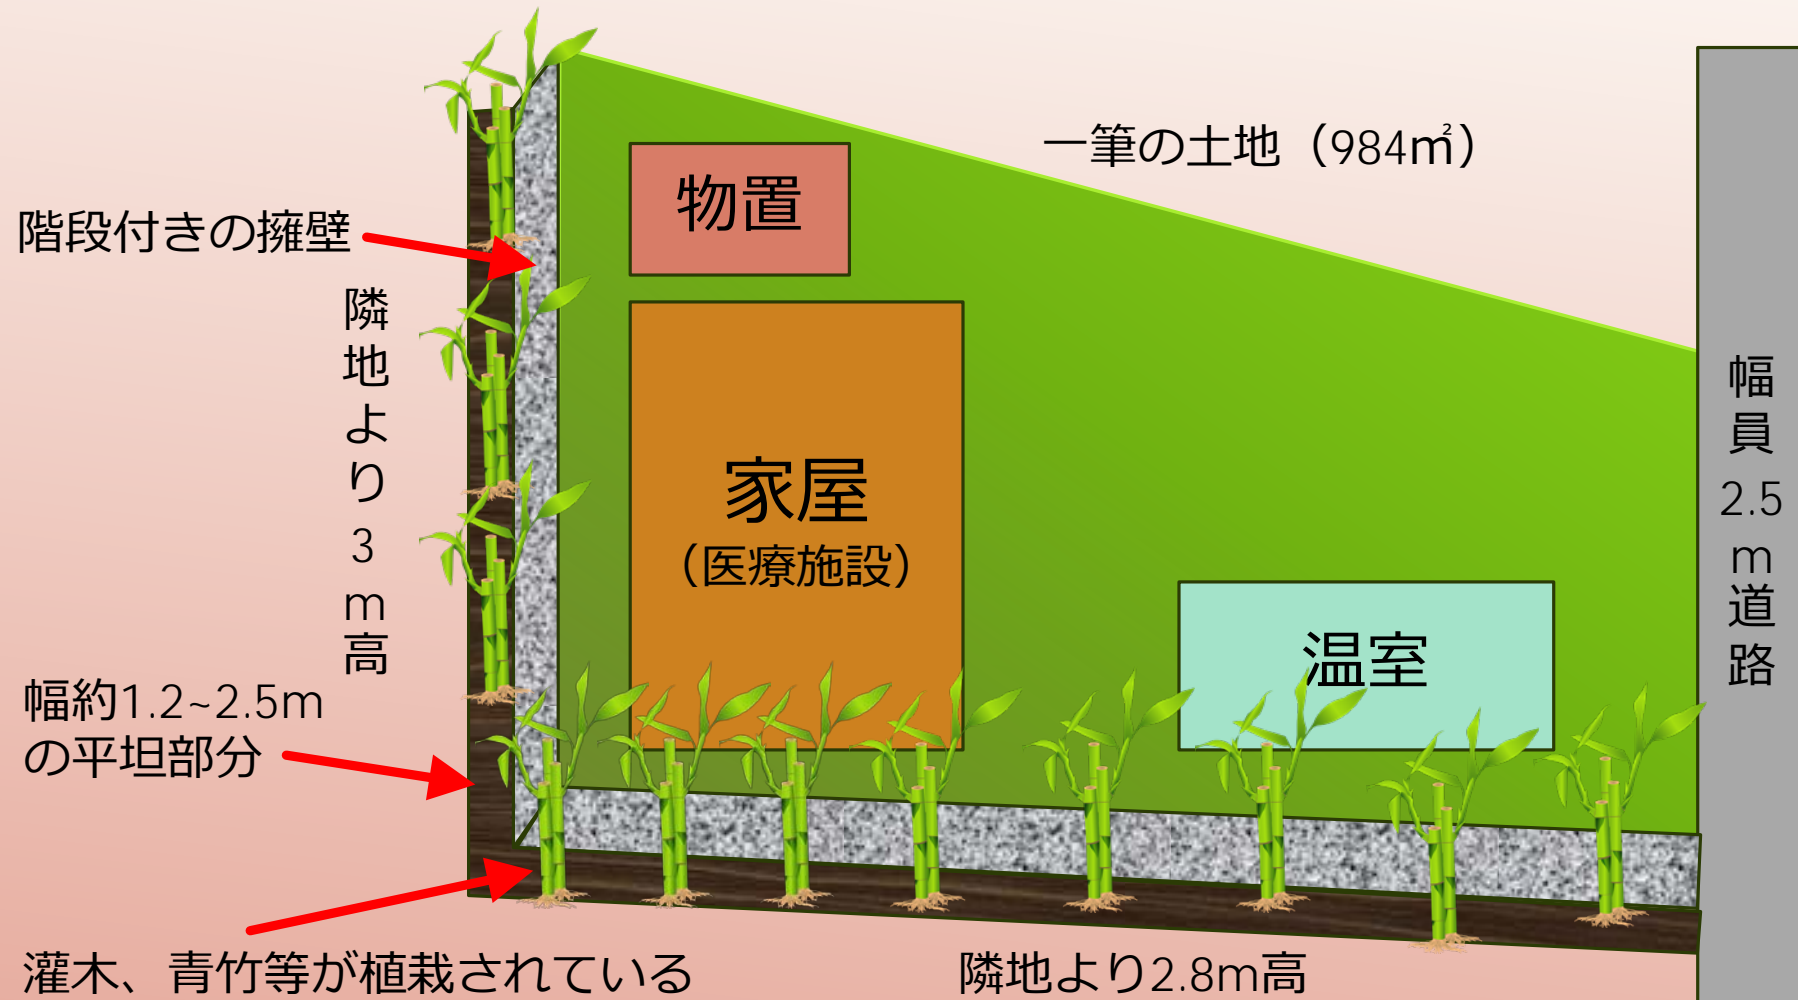 一筆の土地（984㎡）
物置
階段付きの擁壁
隣地より3m高
家屋
（医療施設）
温室
幅員2.5m道路
幅約1.2~2.5m
の平坦部分
灌木、青竹等が植栽されている
隣地より2.8m高